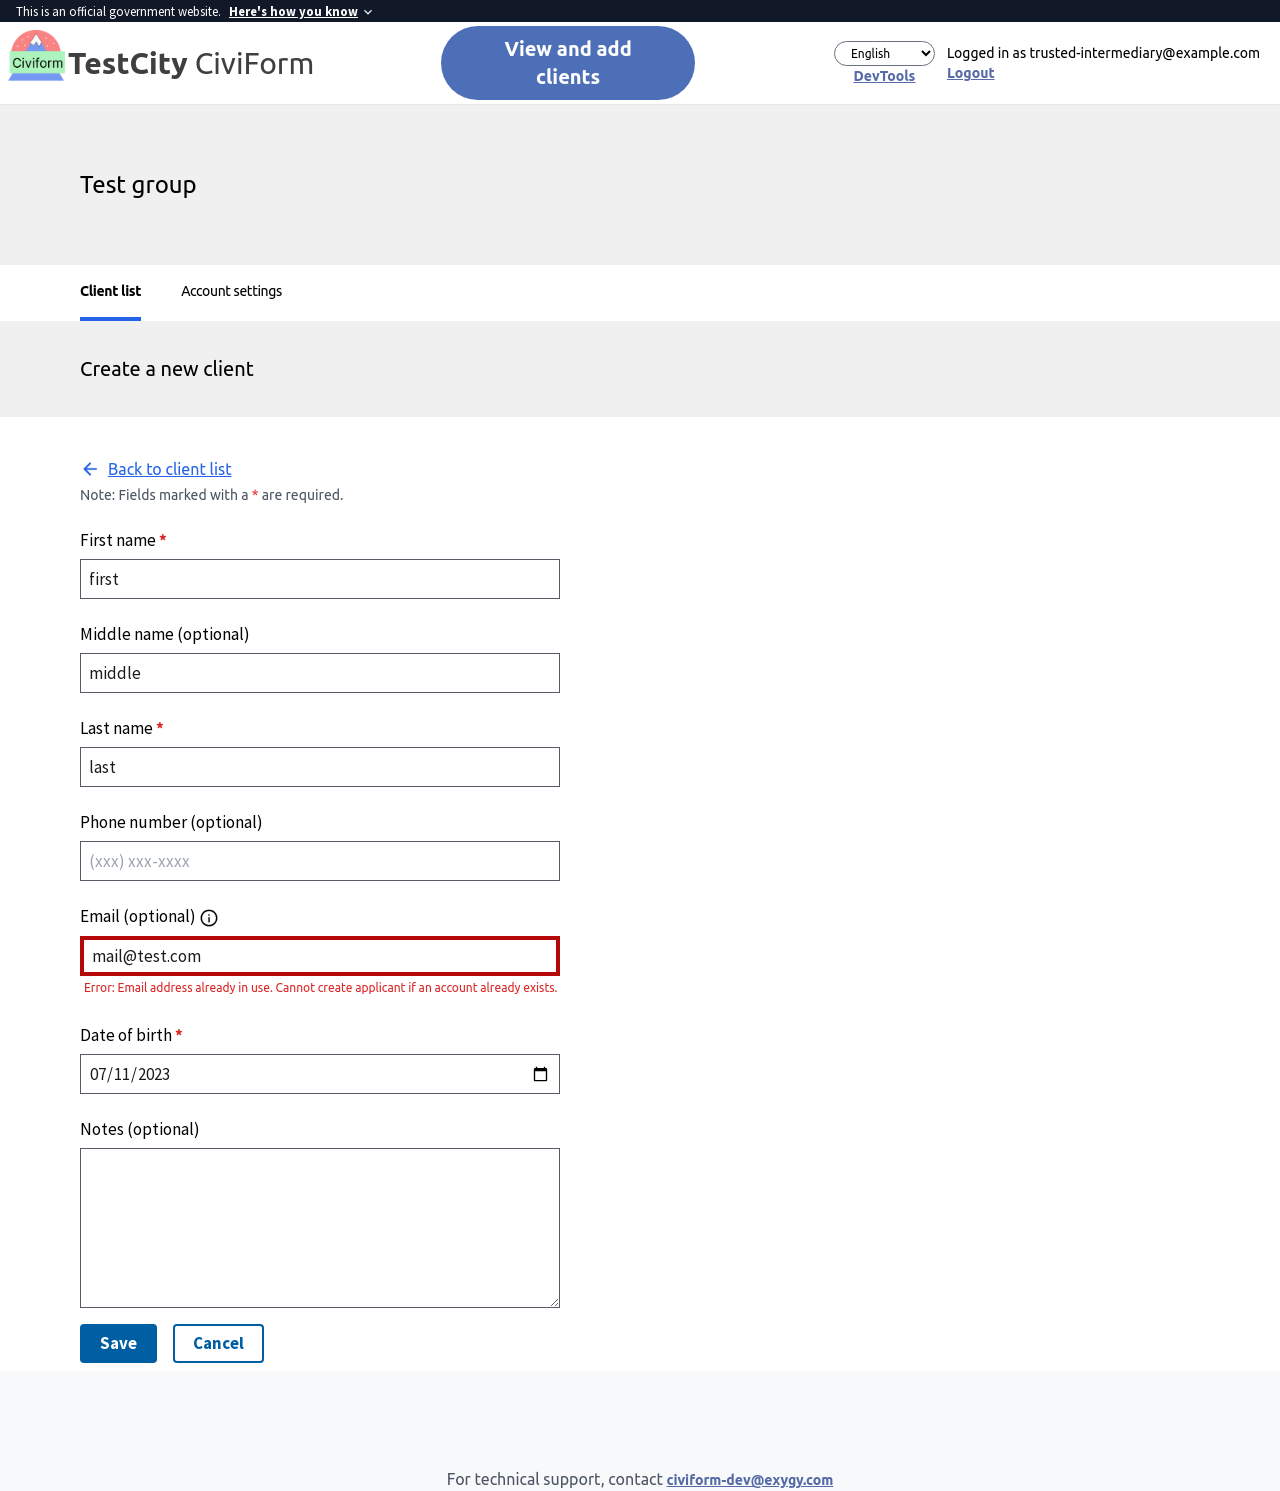 This is an official government website. Here's how you know
Civiform
TestCity CiviForm
View and add
clients
English
DevTools
Logged in as trusted-intermediary@example.com
Logout
Test group
Client list
Account settings
Create a new client
Back to client list
Note: Fields marked with a * are required.
First name *
first
Middle name (optional)
middle
Last name *
last
Phone number (optional)
(xxx) xxx-xxxx
Email (optional)
mail@test.com
Error: Email address already in use. Cannot create applicant if an account already exists.
Date of birth *
07/11/2023
Notes (optional)
Save
Cancel
For technical support, contact civiform-dev@exygy.com